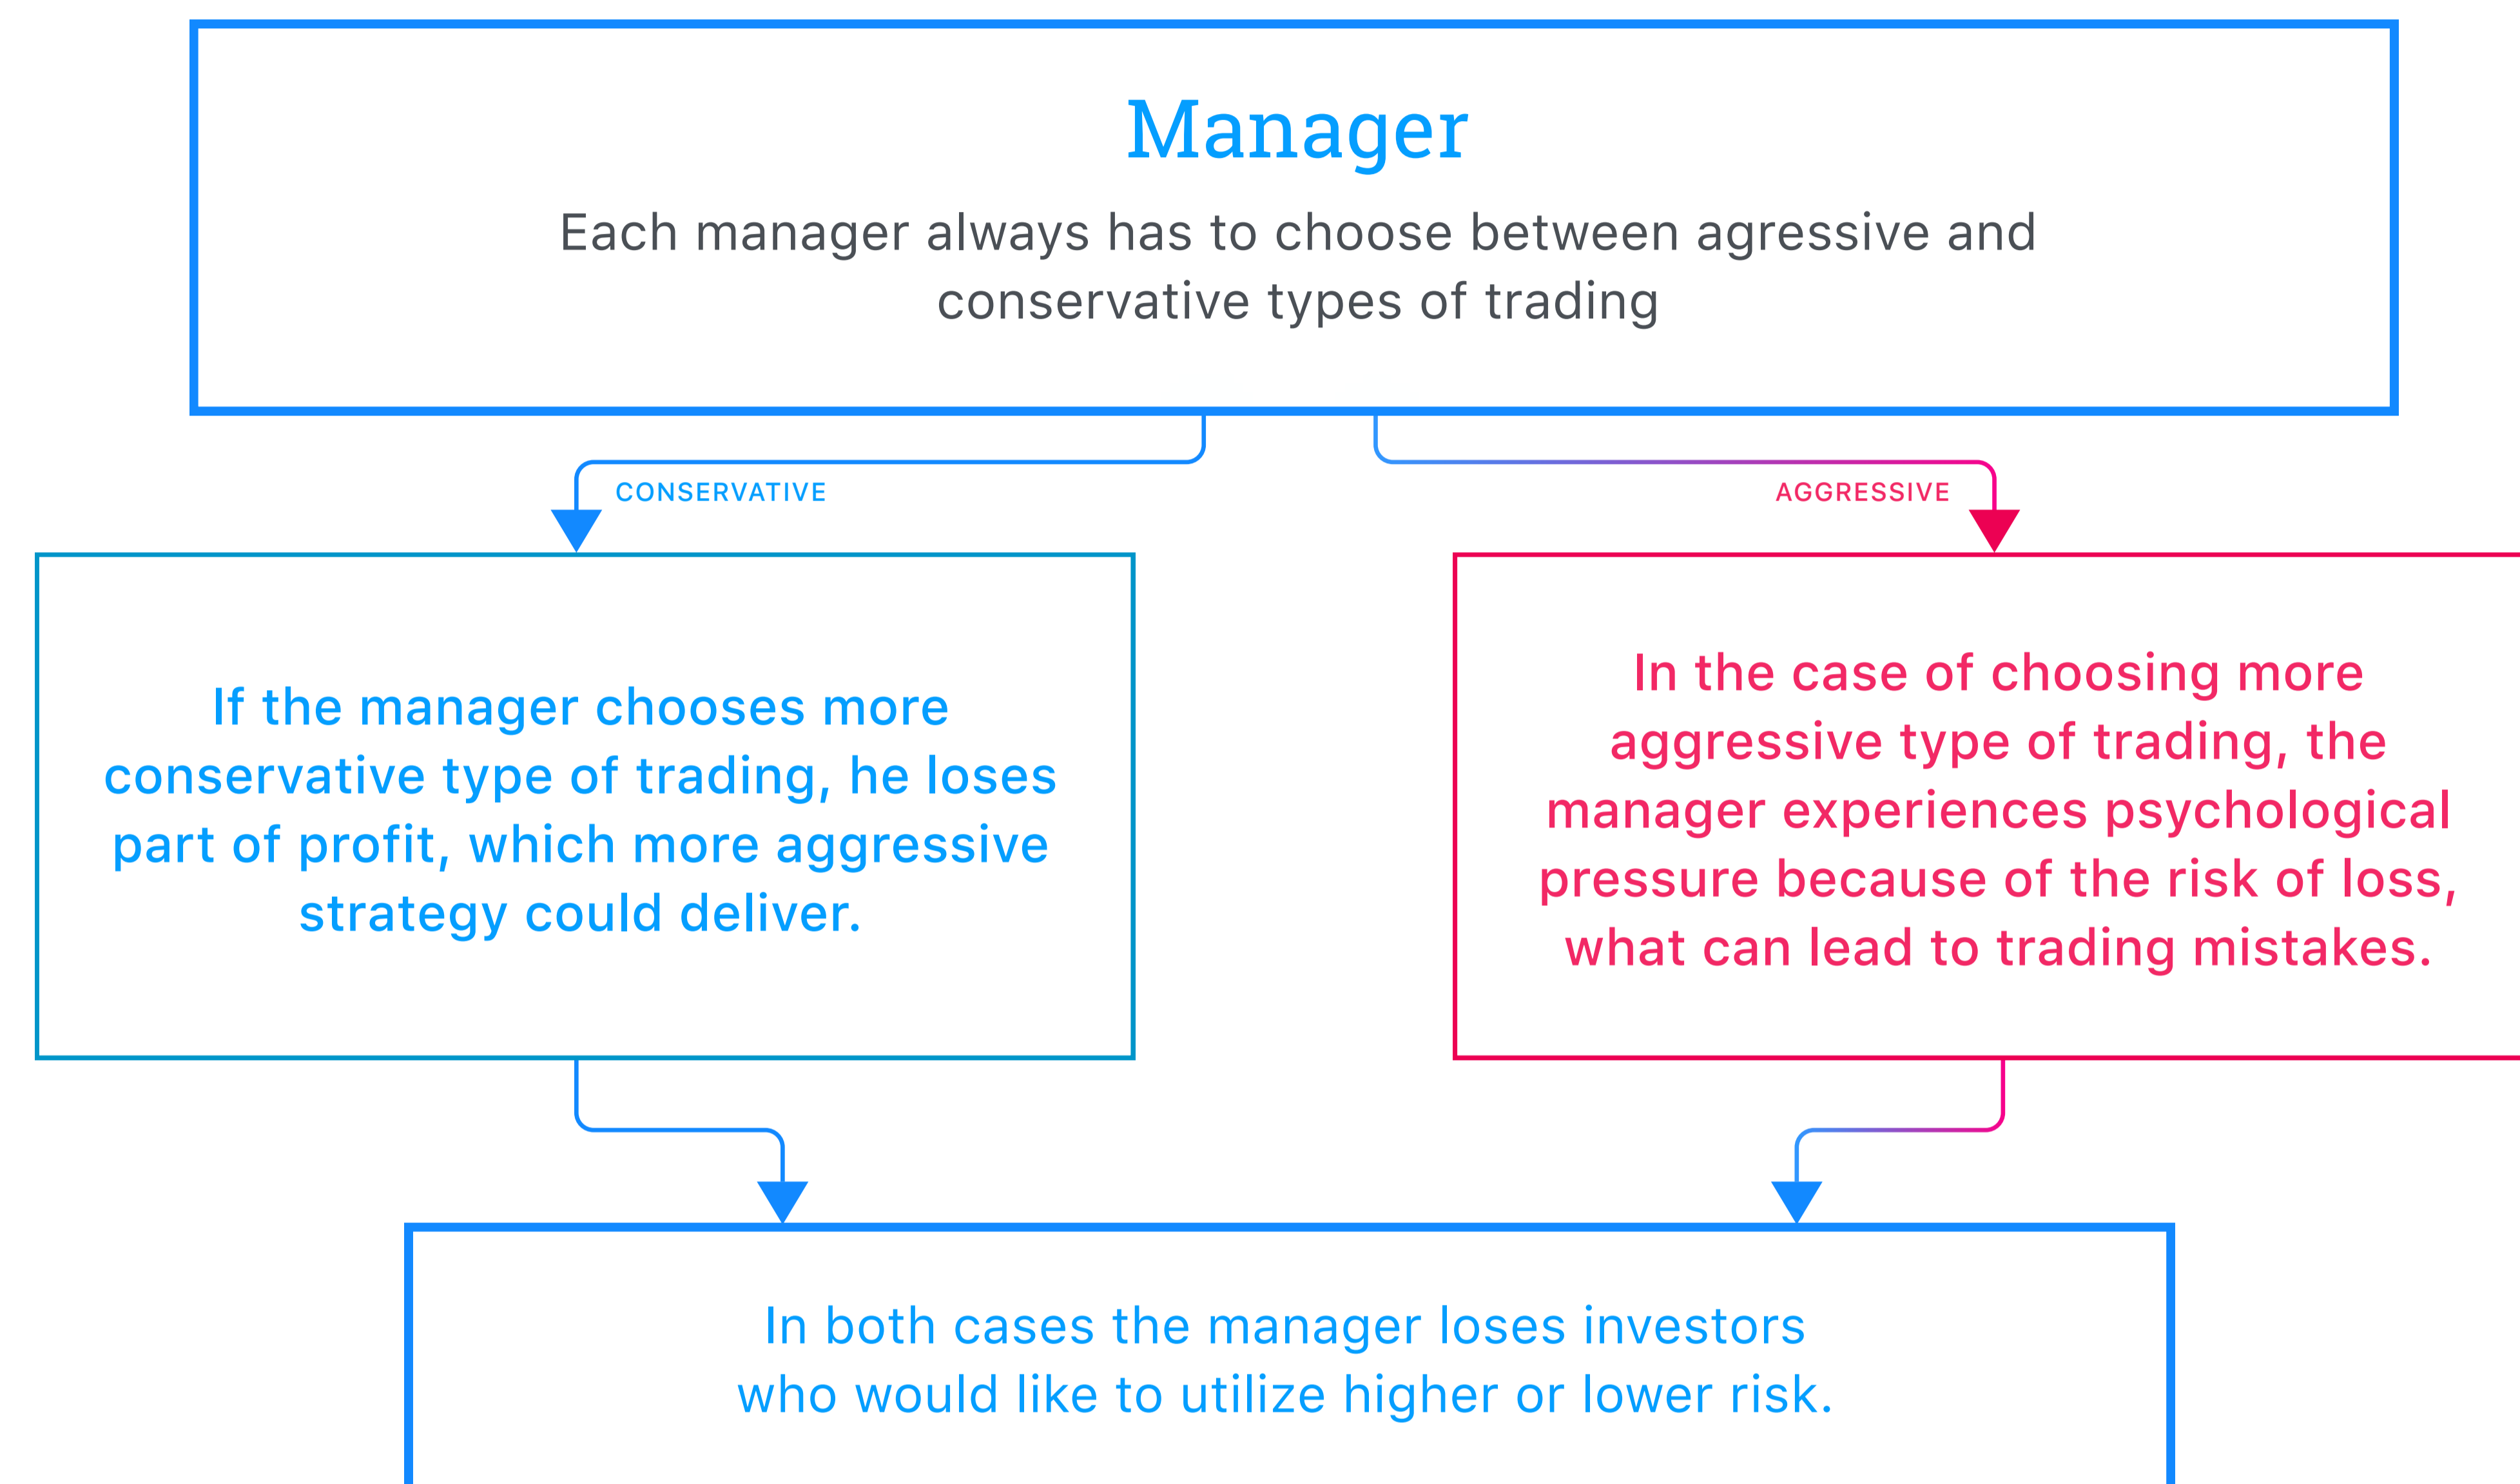 Manager
Each manager always has to choose between agressive and
conservative types of trading
CONSERVATIVE
AGGRESSIVE
If the manager chooses more
conservative type of trading, he loses
part of profit, which more aggressive
strategy could deliver.
In the case of choosing more
aggressive type of trading, the
manager experiences psychological
pressure because of the risk of loss,
what can lead to trading mistakes.
In both cases the manager loses investors
who would like to utilize higher or lower risk.